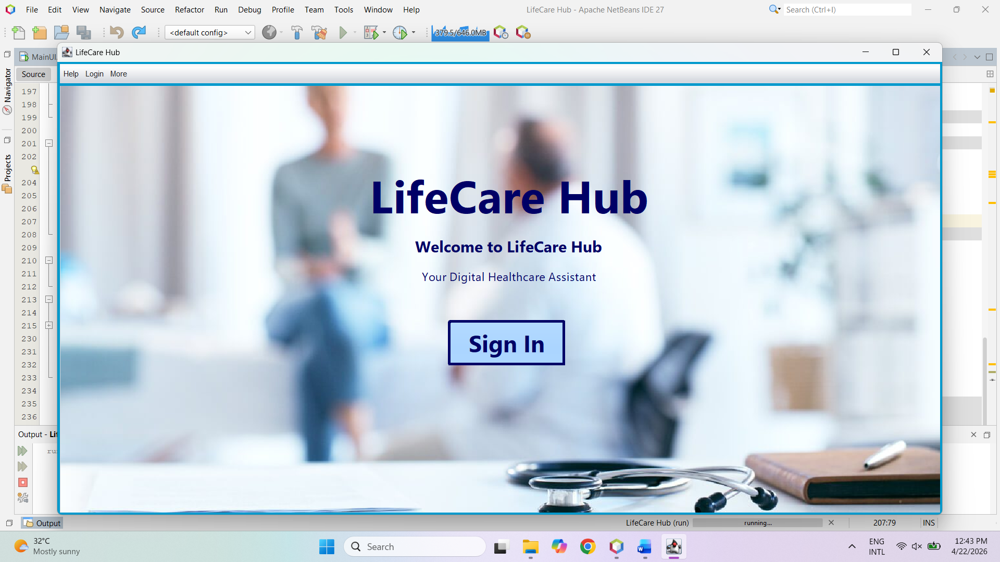 File Edit View Navigate Source Refactor Run Debug Profile Team Tools Window Help
LifeCare Hub - Apache NetBeans IDE 27
Search (Ctrl+I)
<default config>
379.5/646.0MB
MainUI
LifeCare Hub
Source
Help Login More
Navigator
Projects
197
198
199
200
201
202
204
205
206
207
208
209
210
211
212
213
214
215
230
231
232
233
234
235
236
LifeCare Hub
Welcome to LifeCare Hub
Your Digital Healthcare Assistant
Sign In
Output - Lif
run
Output
LifeCare Hub (run)
running...
207:79
INS
32°C
Mostly sunny
Search
ENG
INTL
12:43 PM
4/22/2026